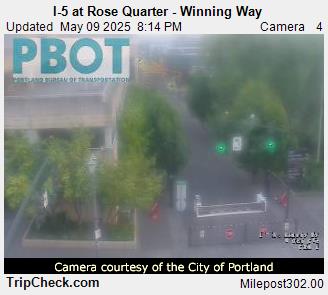 I-5 at Rose Quarter - Winning Way
Updated  May 09 2025  8:14 PM
Camera  4
PBOT
PORTLAND BUREAU OF TRANSPORTATION
Camera courtesy of the City of Portland
TripCheck.com
Milepost302.00